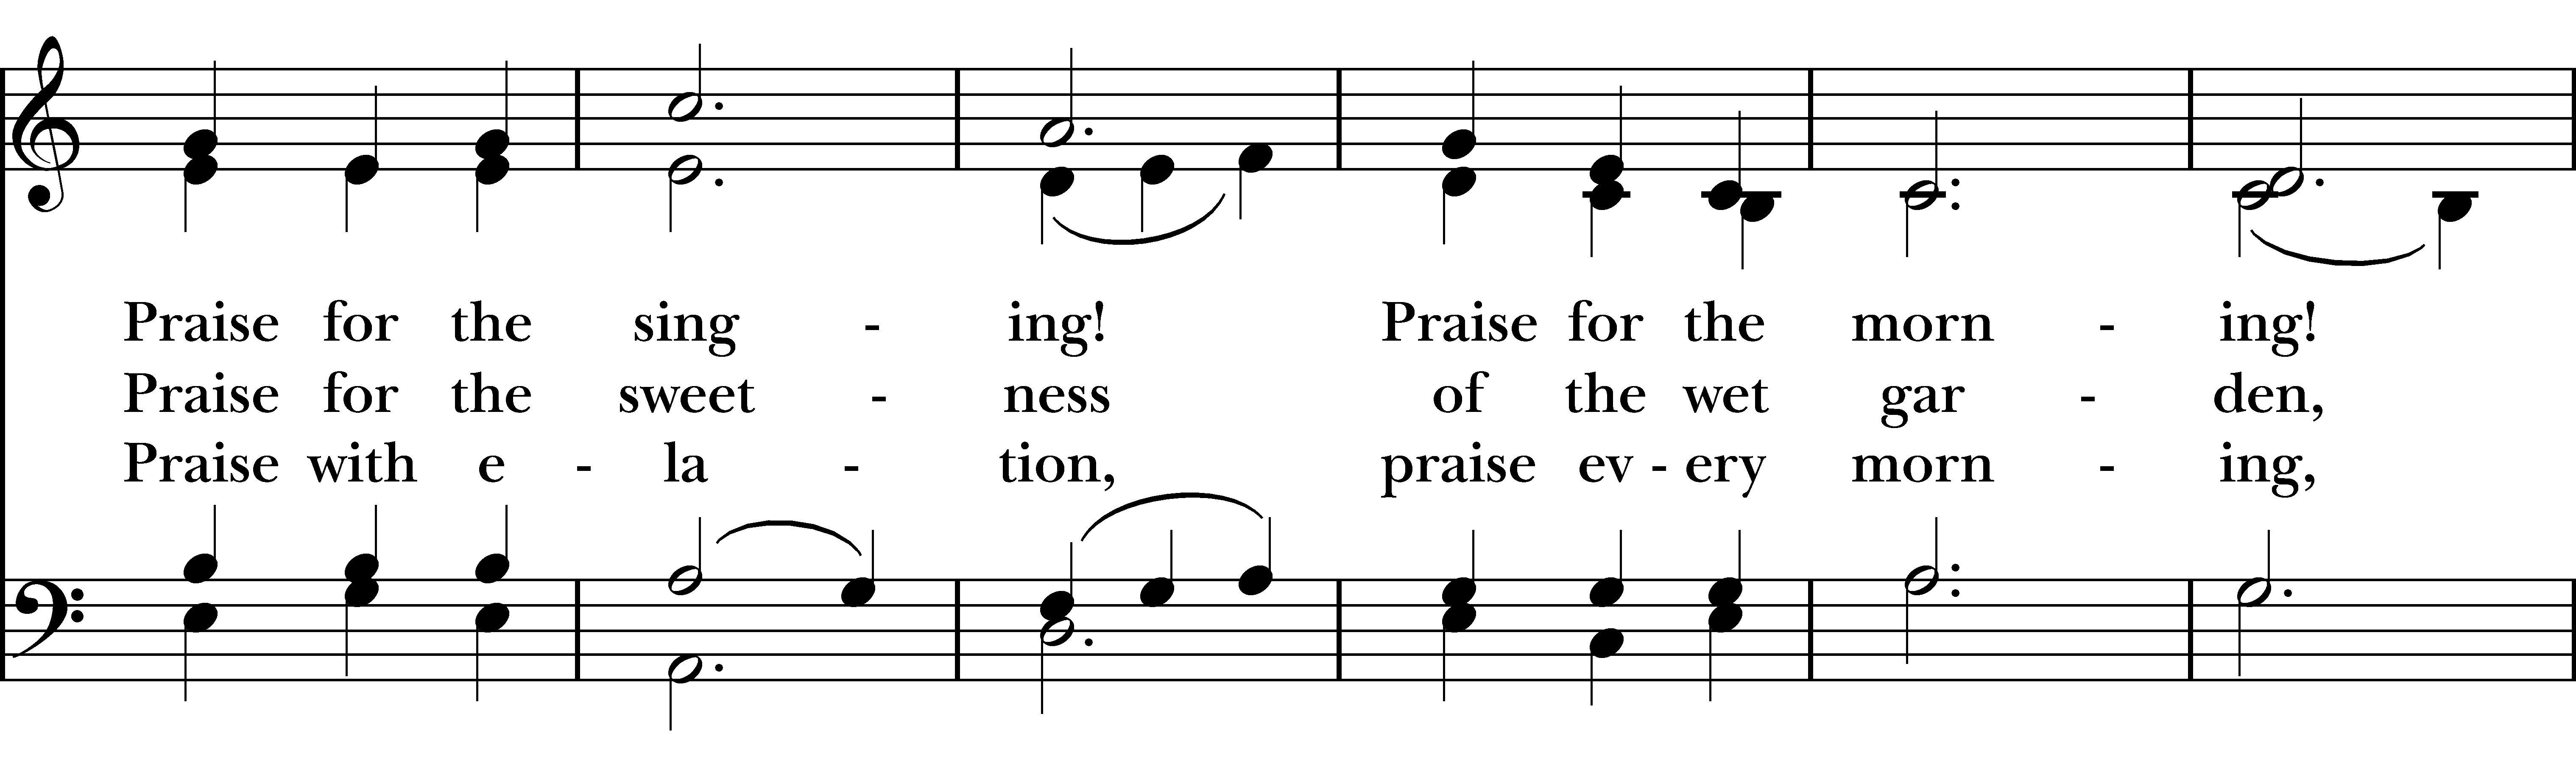 Praise for the sing - ing! Praise for the morn - ing!
Praise for the sweet - ness of the wet gar - den,
Praise with e - la - tion, praise ev - ery morn - ing,